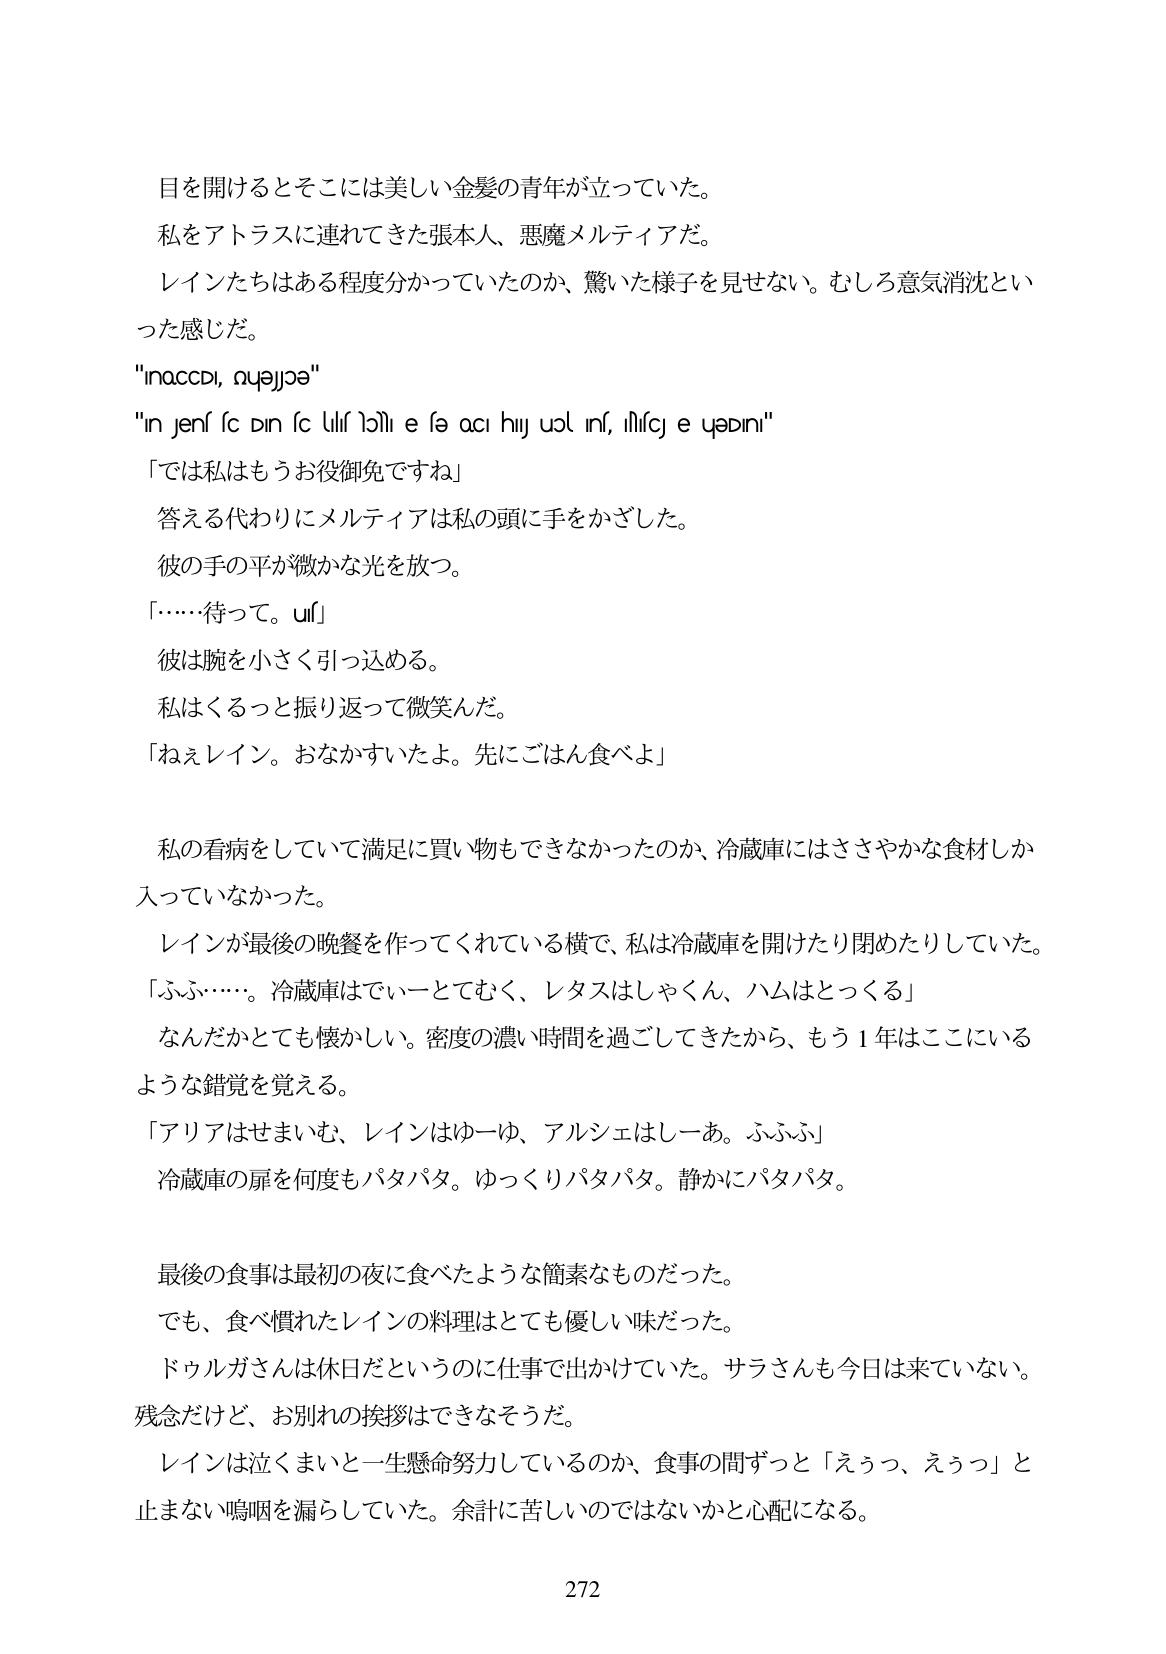 目を開けるとそこには美しい金髪の青年が立っていた。
私をアトラスに連れてきた張本人、悪魔メルティアだ。
レインたちはある程度分かっていたのか、驚いた様子を見せない。むしろ意気消沈とい
った感じだ。
「では私はもうお役御免ですね」
答える代わりにメルティアは私の頭に手をかざした。
彼の手の平が微かな光を放つ。
「……待って。」
彼は腕を小さく引っ込める。
私はくるっと振り返って微笑んだ。
「ねぇレイン。おなかすいたよ。先にごはん食べよ」
私の看病をしていて満足に買い物もできなかったのか、冷蔵庫にはささやかな食材しか
入っていなかった。
レインが最後の晩餐を作ってくれている横で、私は冷蔵庫を開けたり閉めたりしていた。
「ふふ……。冷蔵庫はでぃーとてむく、レタスはしゃくん、ハムはとっくる」
なんだかとても懐かしい。密度の濃い時間を過ごしてきたから、もう 1 年はここにいる
ような錯覚を覚える。
「アリアはせまいむ、レインはゆーゆ、アルシェはしーあ。ふふふ」
冷蔵庫の扉を何度もパタパタ。ゆっくりパタパタ。静かにパタパタ。
最後の食事は最初の夜に食べたような簡素なものだった。
でも、食べ慣れたレインの料理はとても優しい味だった。
ドゥルガさんは休日だというのに仕事で出かけていた。サラさんも今日は来ていない。
残念だけど、お別れの挨拶はできなそうだ。
レインは泣くまいと一生懸命努力しているのか、食事の間ずっと「えぅっ、えぅっ」と
止まない嗚咽を漏らしていた。余計に苦しいのではないかと心配になる。
272